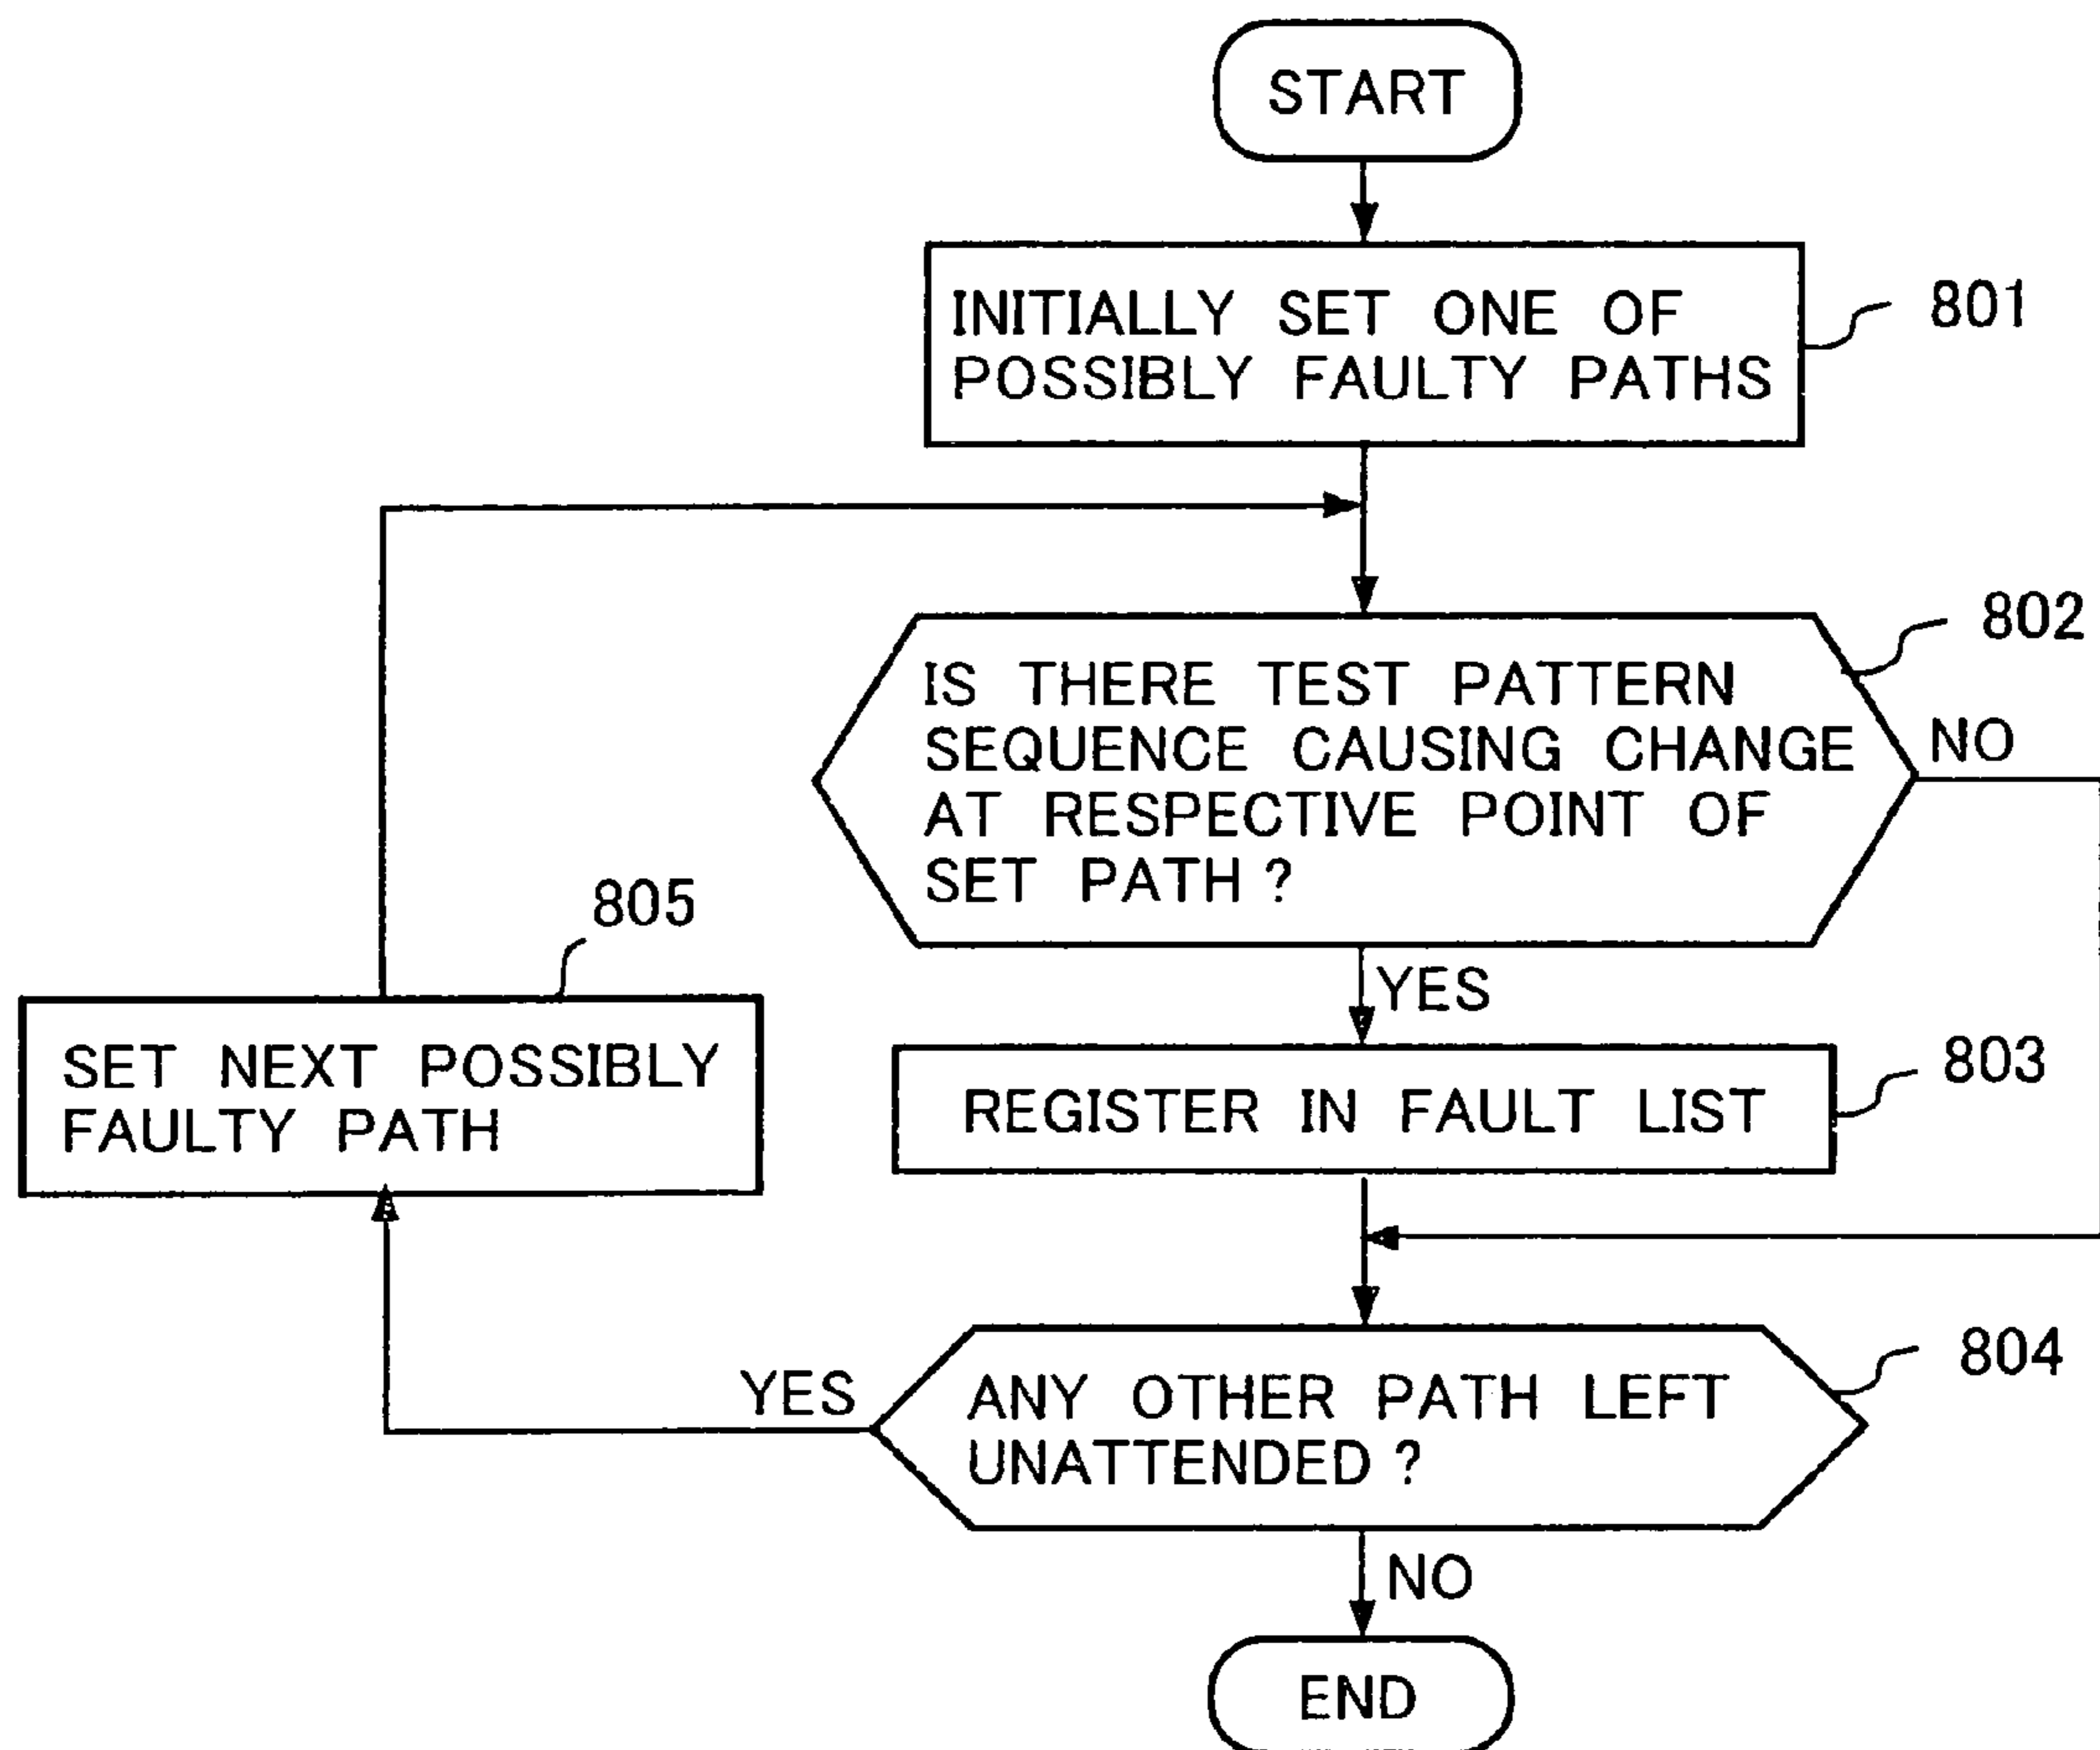 START
INITIALLY SET ONE OF
POSSIBLY FAULTY PATHS
801
802
IS THERE TEST PATTERN
SEQUENCE CAUSING CHANGE
AT RESPECTIVE POINT OF
SET PATH ?
NO
YES
805
SET NEXT POSSIBLY
FAULTY PATH
803
REGISTER IN FAULT LIST
804
YES
ANY OTHER PATH LEFT
UNATTENDED ?
NO
END